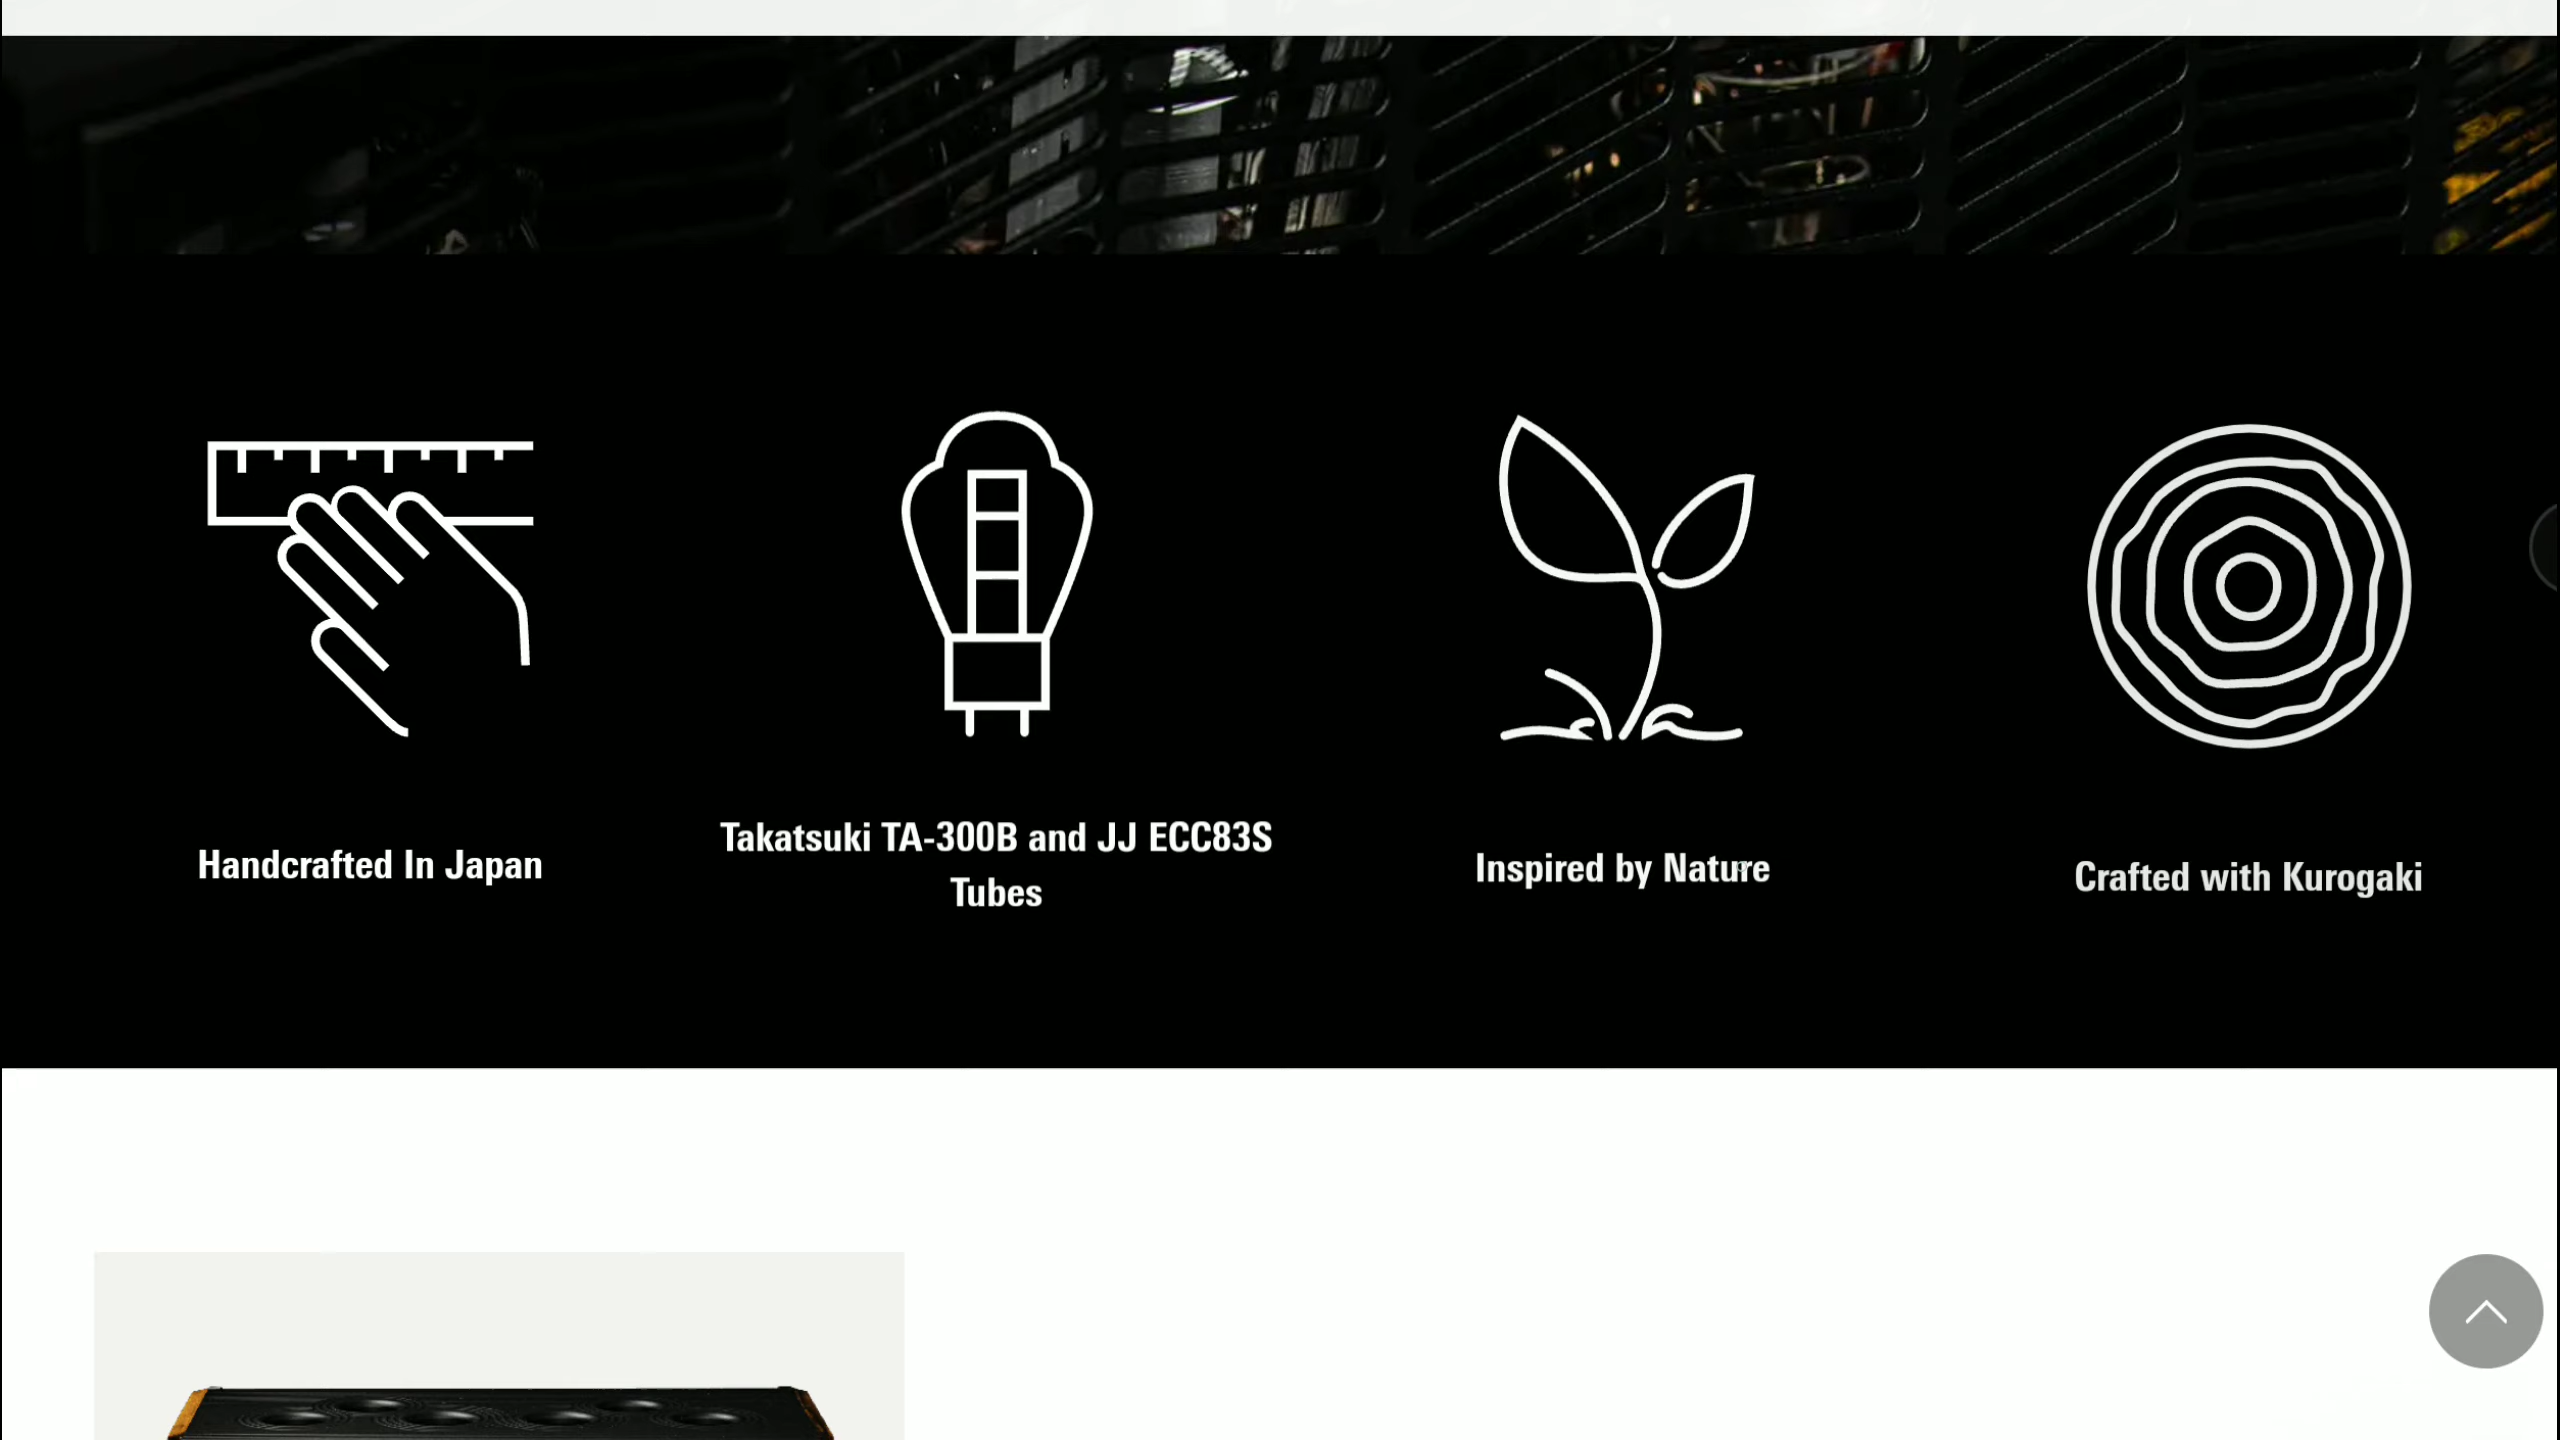 Handcrafted In Japan
Takatsuki TA-300B and JJ ECC83S
Tubes
Inspired by Nature
Crafted with Kurogaki